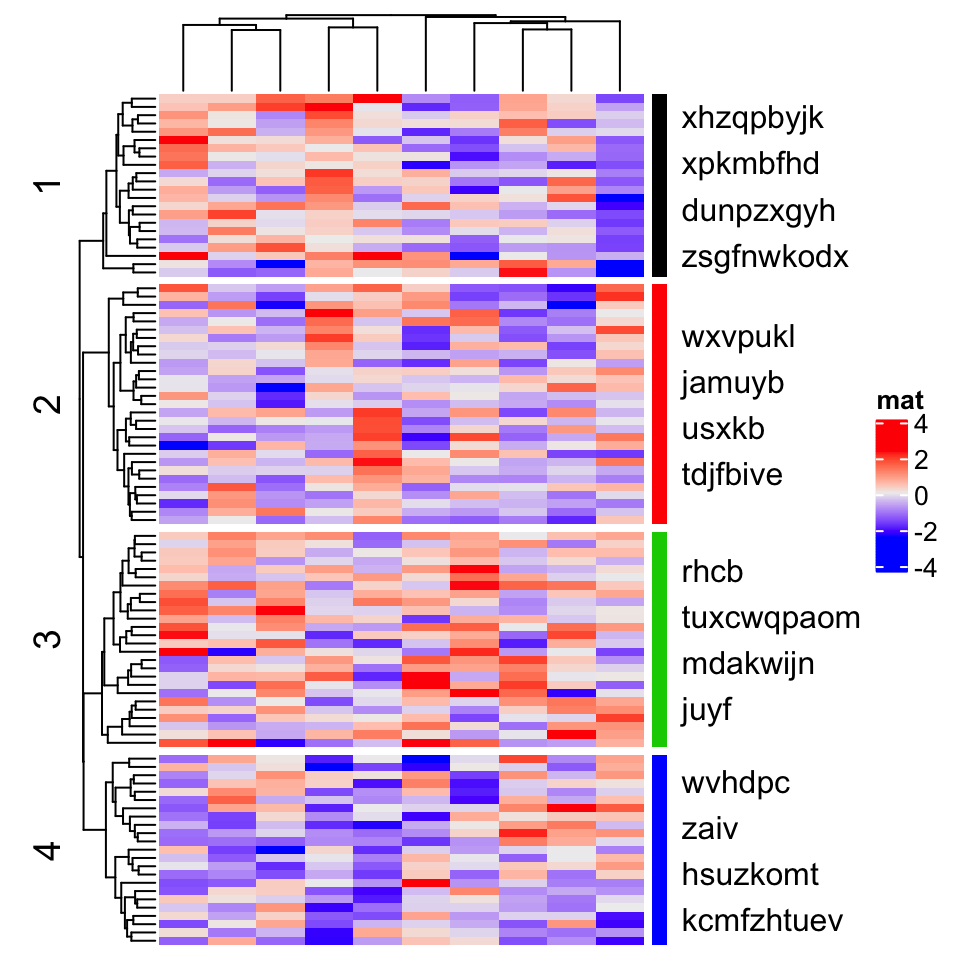 1
xhzqpbyjk
xpkmbfhd
dunpzxgyh
zsgfnwkodx
2
wxvpukl
jamuyb
usxkb
tdjfbive
3
rhcb
tuxcwqpaom
mdakwijn
juyf
4
wvhdpc
zaiv
hsuzkomt
kcmfzhtuev
mat
4
2
0
-2
-4